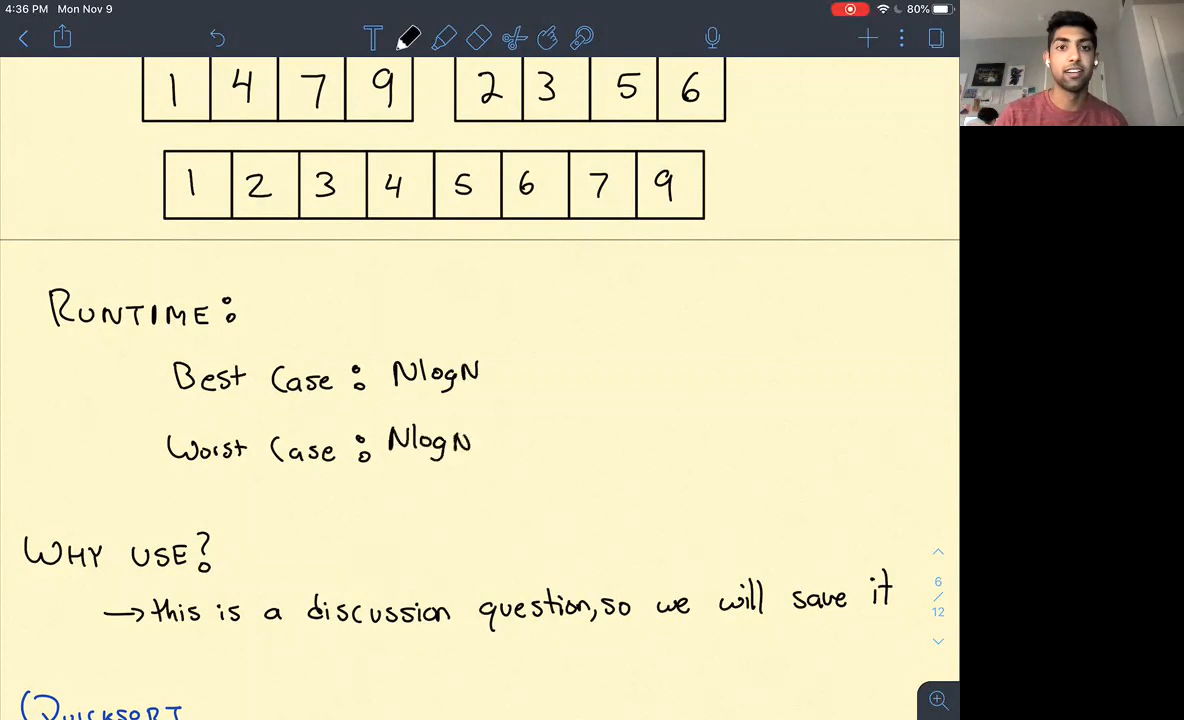 4:36 PM Mon Nov 9
80%
T
1 4 7 9 2 3 5 6
1 2 3 4 5 6 7 9
RUNTIME:
Best Case: NlogN
Worst Case: NlogN
WHY USE?
→ this is a discussion question, so we will save it
6
/
12
QUICKSORT